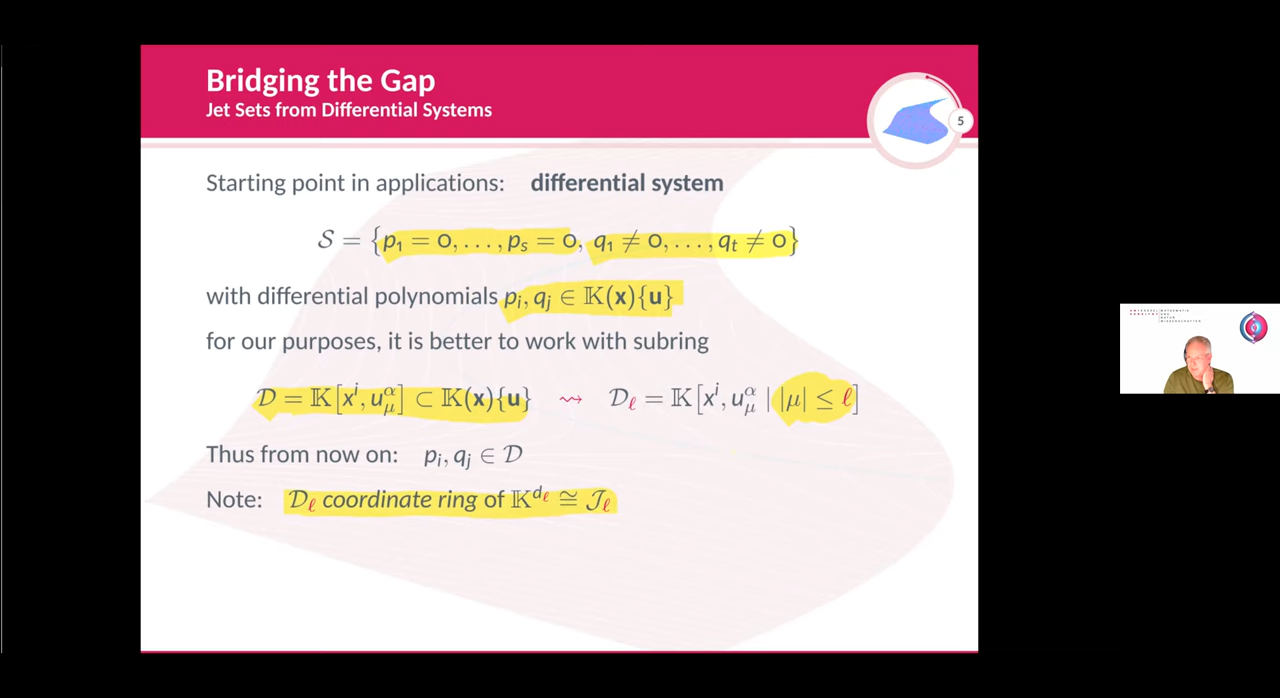 Bridging the Gap
Jet Sets from Differential Systems
5
Starting point in applications: differential system
𝒮 = {p₁ = 0, . . . , pₛ = 0, q₁ ≠ 0, . . . , qₜ ≠ 0}
with differential polynomials pᵢ, qⱼ ∈ 𝕂(𝐱){𝐮}
for our purposes, it is better to work with subring
𝒟 = 𝕂[xⁱ, u_μ^α] ⊂ 𝕂(𝐱){𝐮} ⇝ 𝒟_ℓ = 𝕂[xⁱ, u_μ^α | |μ| ≤ ℓ]
Thus from now on: pᵢ, qⱼ ∈ 𝒟
Note: 𝒟_ℓ coordinate ring of 𝕂^{d_ℓ} ≅ 𝒥_ℓ